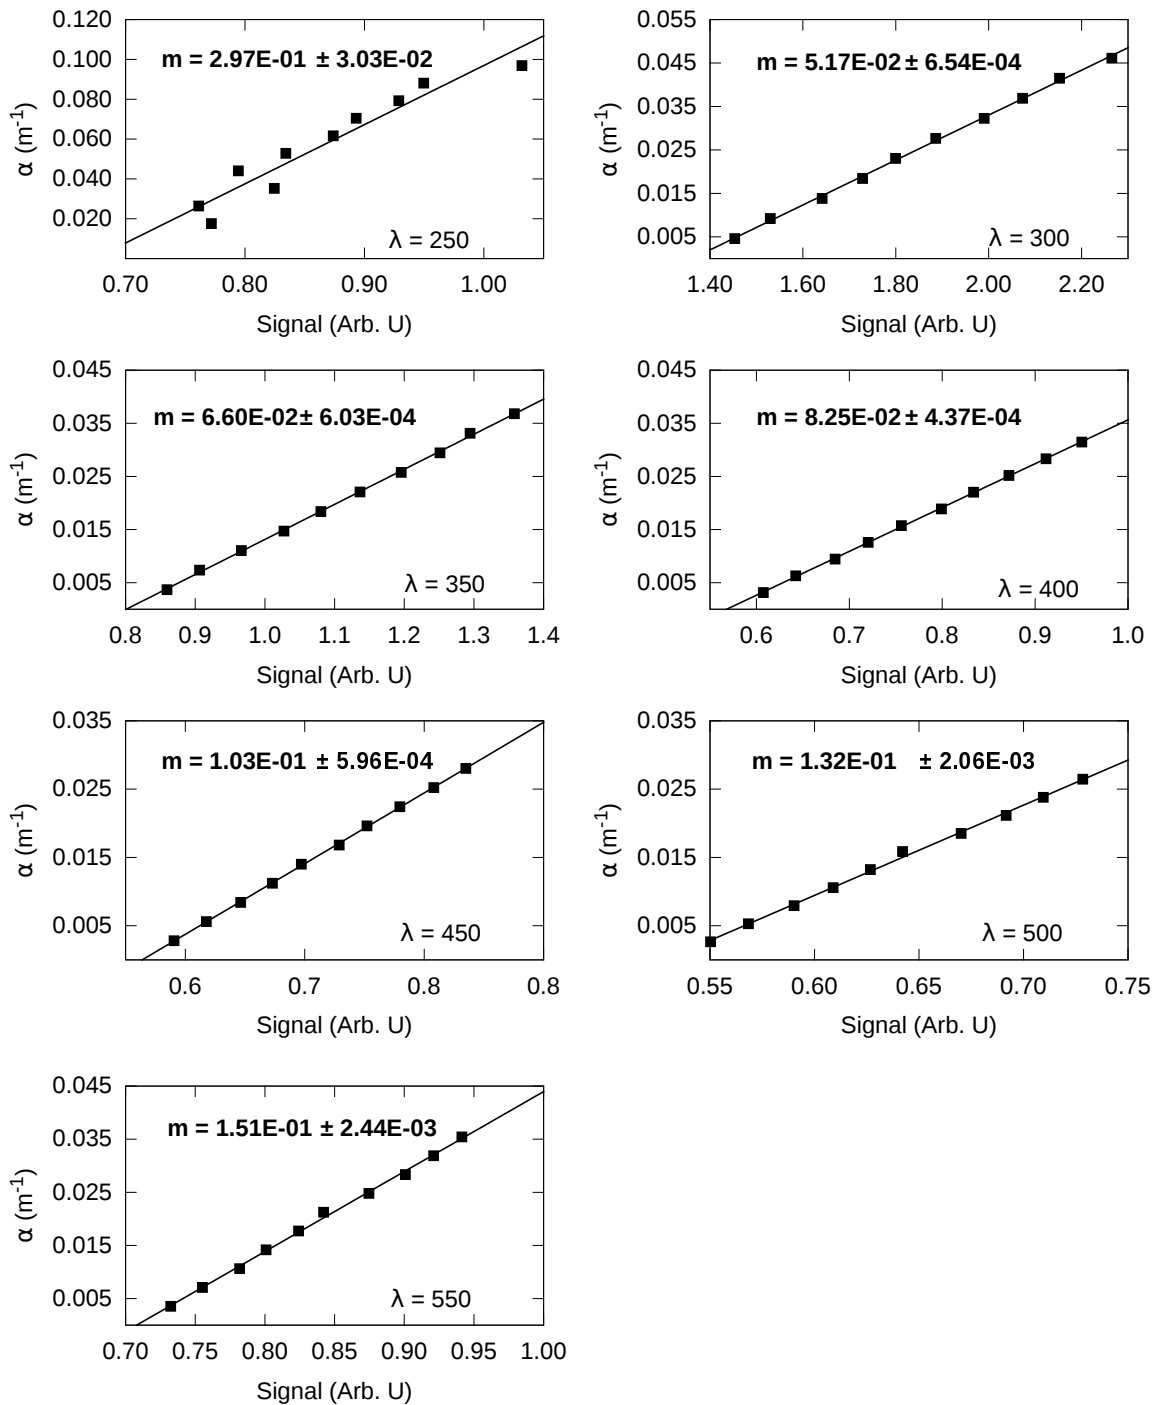 0.120
0.100
0.080
0.060
0.040
0.020
α (m-1)
m = 2.97E-01 ± 3.03E-02
λ = 250
0.70 0.80 0.90 1.00
Signal (Arb. U)
0.055
0.045
0.035
0.025
0.015
0.005
α (m-1)
m = 5.17E-02 ± 6.54E-04
λ = 300
1.40 1.60 1.80 2.00 2.20
Signal (Arb. U)
0.045
0.035
0.025
0.015
0.005
α (m-1)
m = 6.60E-02 ± 6.03E-04
λ = 350
0.8 0.9 1.0 1.1 1.2 1.3 1.4
Signal (Arb. U)
0.045
0.035
0.025
0.015
0.005
α (m-1)
m = 8.25E-02 ± 4.37E-04
λ = 400
0.6 0.7 0.8 0.9 1.0
Signal (Arb. U)
0.035
0.025
0.015
0.005
α (m-1)
m = 1.03E-01 ± 5.96E-04
λ = 450
0.6 0.7 0.8 0.8
Signal (Arb. U)
0.035
0.025
0.015
0.005
α (m-1)
m = 1.32E-01 ± 2.06E-03
λ = 500
0.55 0.60 0.65 0.70 0.75
Signal (Arb. U)
0.045
0.035
0.025
0.015
0.005
α (m-1)
m = 1.51E-01 ± 2.44E-03
λ = 550
0.70 0.75 0.80 0.85 0.90 0.95 1.00
Signal (Arb. U)